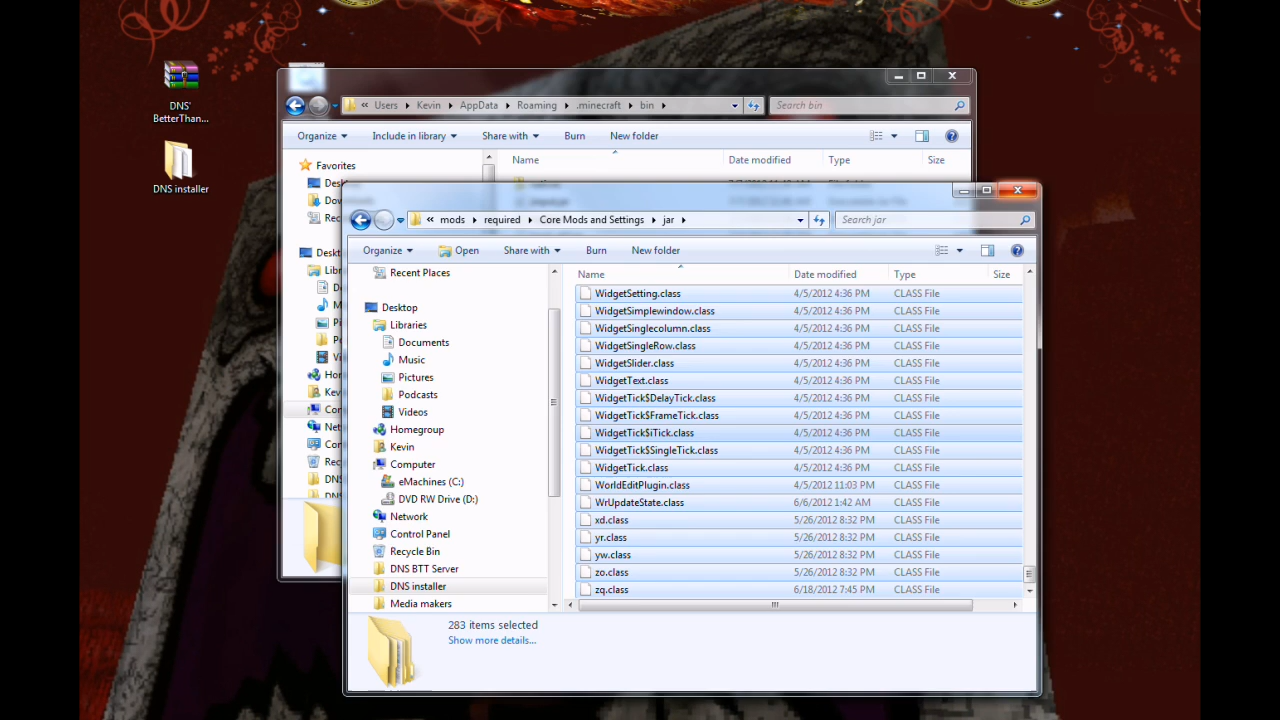 DNS'
BetterThan...
DNS installer
« Users Kevin AppData Roaming .minecraft bin
Search bin
Organize Include in library Share with Burn New folder
Name Date modified Type Size
Favorites
Desktop
Libraries
« mods required Core Mods and Settings jar
Search jar
Organize Open Share with Burn New folder
Name Date modified Type Size
Recent Places
Desktop
Libraries
Documents
Music
Pictures
Podcasts
Videos
Homegroup
Kevin
Computer
eMachines (C:)
DVD RW Drive (D:)
Network
Control Panel
Recycle Bin
DNS BTT Server
DNS installer
Media makers
WidgetSetting.class 4/5/2012 4:36 PM CLASS File
WidgetSimplewindow.class 4/5/2012 4:36 PM CLASS File
WidgetSinglecolumn.class 4/5/2012 4:36 PM CLASS File
WidgetSingleRow.class 4/5/2012 4:36 PM CLASS File
WidgetSlider.class 4/5/2012 4:36 PM CLASS File
WidgetText.class 4/5/2012 4:36 PM CLASS File
WidgetTick$DelayTick.class 4/5/2012 4:36 PM CLASS File
WidgetTick$FrameTick.class 4/5/2012 4:36 PM CLASS File
WidgetTick$iTick.class 4/5/2012 4:36 PM CLASS File
WidgetTick$SingleTick.class 4/5/2012 4:36 PM CLASS File
WidgetTick.class 4/5/2012 4:36 PM CLASS File
WorldEditPlugin.class 4/5/2012 11:03 PM CLASS File
WrUpdateState.class 6/6/2012 1:42 AM CLASS File
xd.class 5/26/2012 8:32 PM CLASS File
yr.class 5/26/2012 8:32 PM CLASS File
yw.class 5/26/2012 8:32 PM CLASS File
zo.class 5/26/2012 8:32 PM CLASS File
zq.class 6/18/2012 7:45 PM CLASS File
283 items selected
Show more details...